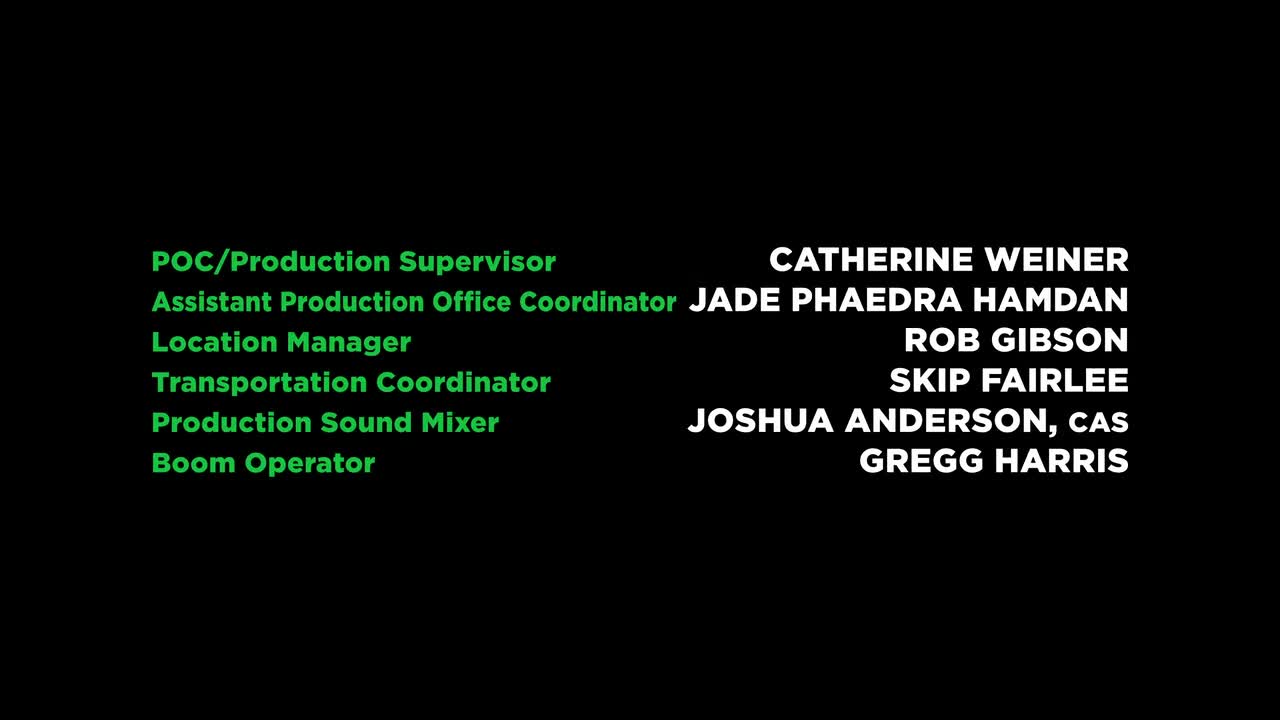 POC/Production Supervisor CATHERINE WEINER
Assistant Production Office Coordinator JADE PHAEDRA HAMDAN
Location Manager ROB GIBSON
Transportation Coordinator SKIP FAIRLEE
Production Sound Mixer JOSHUA ANDERSON, CAS
Boom Operator GREGG HARRIS